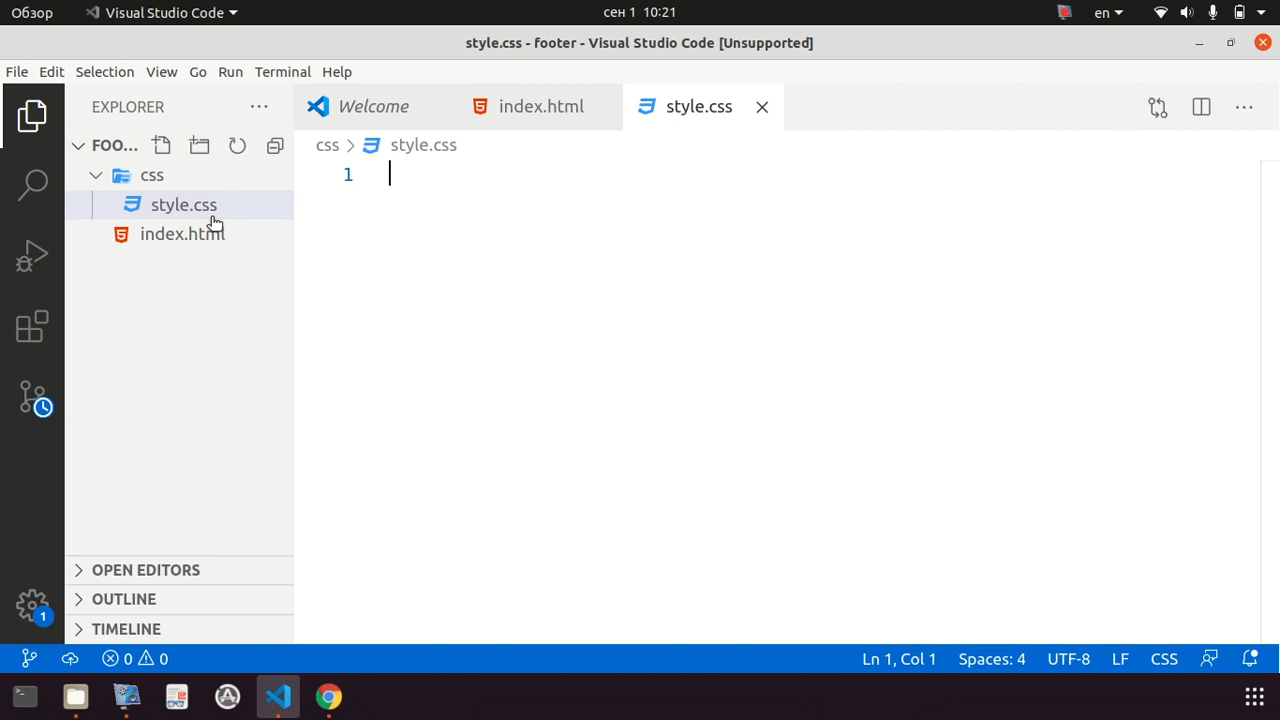 Обзор Visual Studio Code сен 1 10:21 en
style.css - footer - Visual Studio Code [Unsupported]
File Edit Selection View Go Run Terminal Help
EXPLORER
Welcome index.html style.css
FOO...
css > style.css
css
style.css
index.html
1
OPEN EDITORS
OUTLINE
TIMELINE
1
0 0 Ln 1, Col 1 Spaces: 4 UTF-8 LF CSS